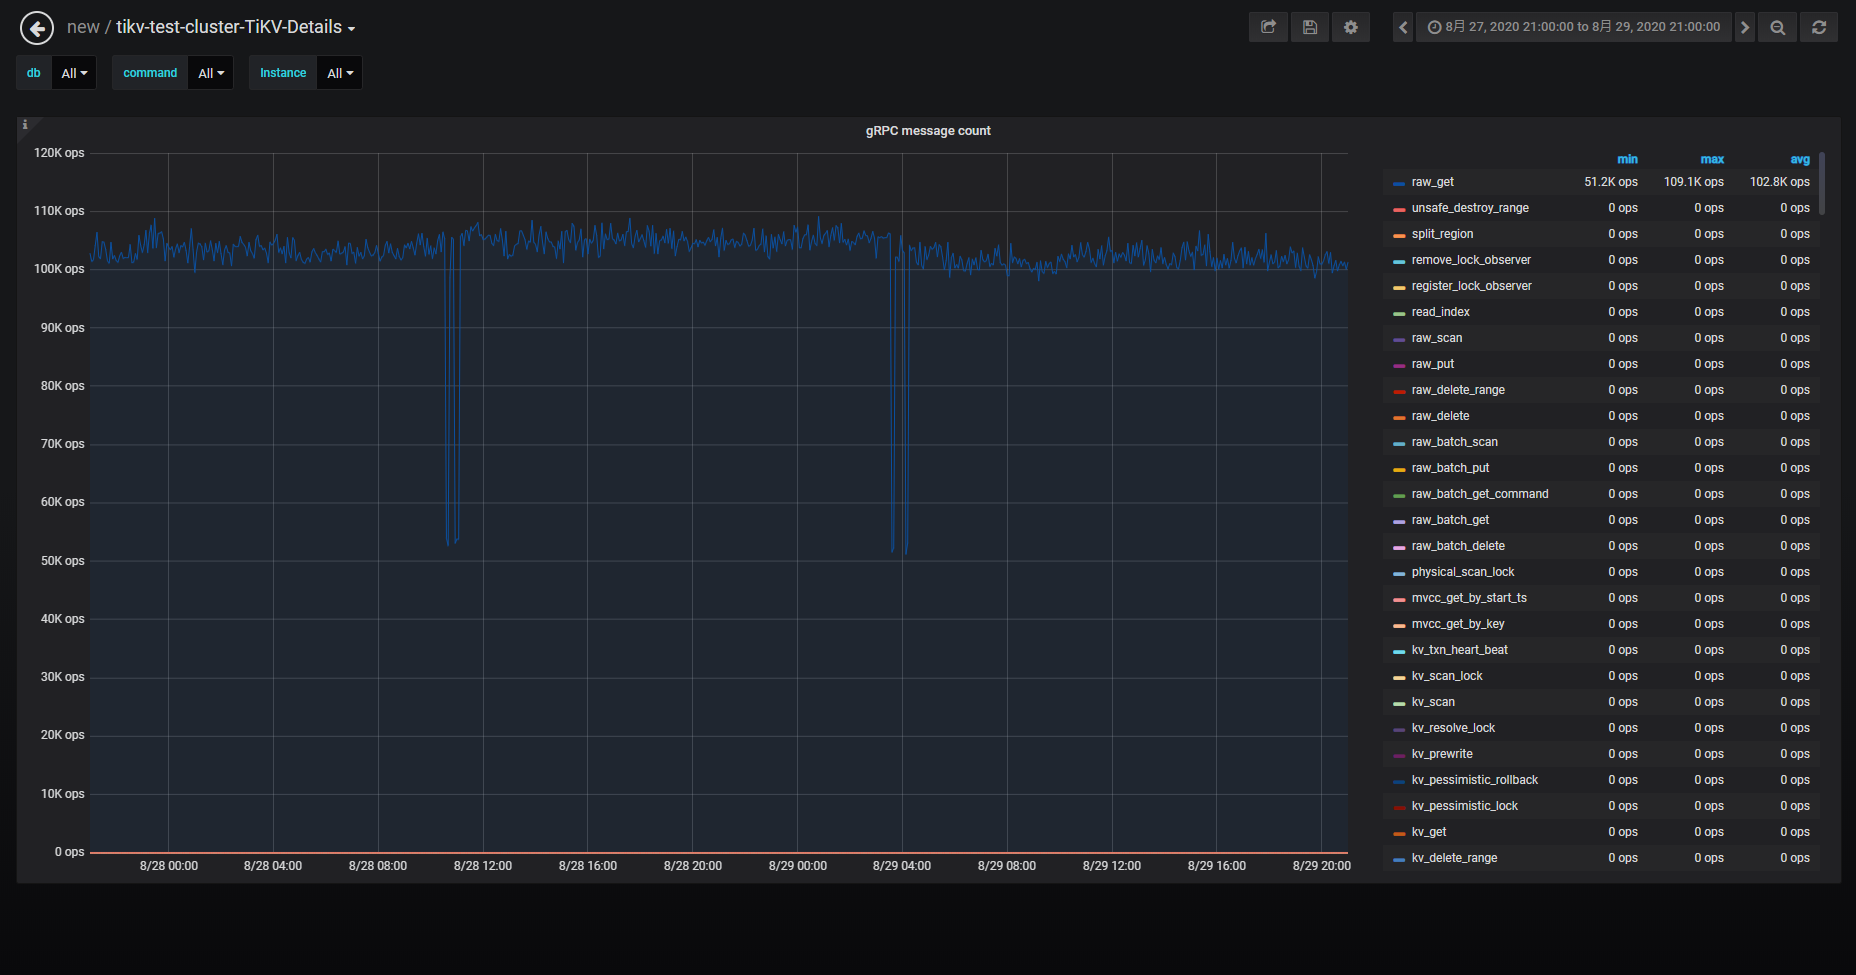 new / tikv-test-cluster-TiKV-Details
8月 27, 2020 21:00:00 to 8月 29, 2020 21:00:00
db All command All Instance All
i
gRPC message count
120K ops
110K ops
100K ops
90K ops
80K ops
70K ops
60K ops
50K ops
40K ops
30K ops
20K ops
10K ops
0 ops
8/28 00:00 8/28 04:00 8/28 08:00 8/28 12:00 8/28 16:00 8/28 20:00 8/29 00:00 8/29 04:00 8/29 08:00 8/29 12:00 8/29 16:00 8/29 20:00
min max avg
raw_get 51.2K ops 109.1K ops 102.8K ops
unsafe_destroy_range 0 ops 0 ops 0 ops
split_region 0 ops 0 ops 0 ops
remove_lock_observer 0 ops 0 ops 0 ops
register_lock_observer 0 ops 0 ops 0 ops
read_index 0 ops 0 ops 0 ops
raw_scan 0 ops 0 ops 0 ops
raw_put 0 ops 0 ops 0 ops
raw_delete_range 0 ops 0 ops 0 ops
raw_delete 0 ops 0 ops 0 ops
raw_batch_scan 0 ops 0 ops 0 ops
raw_batch_put 0 ops 0 ops 0 ops
raw_batch_get_command 0 ops 0 ops 0 ops
raw_batch_get 0 ops 0 ops 0 ops
raw_batch_delete 0 ops 0 ops 0 ops
physical_scan_lock 0 ops 0 ops 0 ops
mvcc_get_by_start_ts 0 ops 0 ops 0 ops
mvcc_get_by_key 0 ops 0 ops 0 ops
kv_txn_heart_beat 0 ops 0 ops 0 ops
kv_scan_lock 0 ops 0 ops 0 ops
kv_scan 0 ops 0 ops 0 ops
kv_resolve_lock 0 ops 0 ops 0 ops
kv_prewrite 0 ops 0 ops 0 ops
kv_pessimistic_rollback 0 ops 0 ops 0 ops
kv_pessimistic_lock 0 ops 0 ops 0 ops
kv_get 0 ops 0 ops 0 ops
kv_delete_range 0 ops 0 ops 0 ops